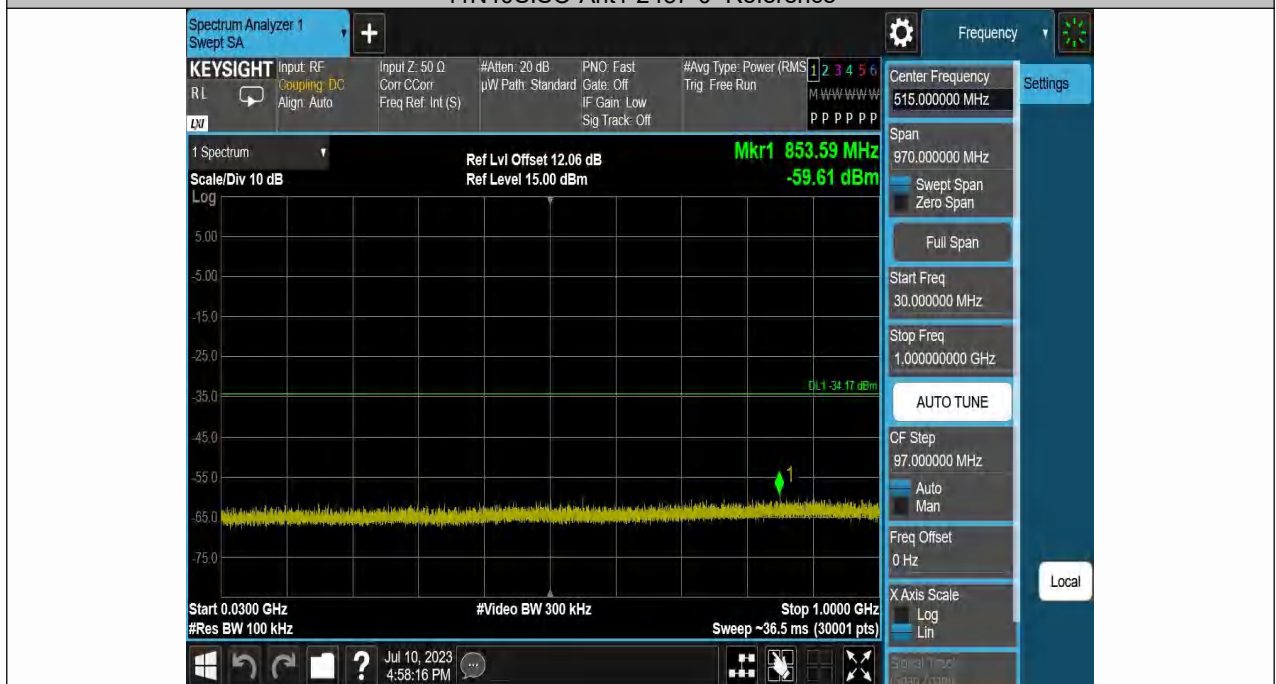 Spectrum Analyzer 1
Swept SA
+
Frequency
KEYSIGHT
RL
LXI
Input: RF
Coupling: DC
Align: Auto
Input Z: 50 Ω
Corr CCorr
Freq Ref: Int (S)
#Atten: 20 dB
µW Path: Standard
PNO: Fast
Gate: Off
IF Gain: Low
Sig Track: Off
#Avg Type: Power (RMS
Trig: Free Run
1 2 3 4 5 6
M W W W W W
P P P P P P
Center Frequency
515.000000 MHz
Settings
1 Spectrum
Scale/Div 10 dB
Ref Lvl Offset 12.06 dB
Ref Level 15.00 dBm
Mkr1 853.59 MHz
-59.61 dBm
Span
970.000000 MHz
Swept Span
Zero Span
Full Span
Start Freq
30.000000 MHz
Stop Freq
1.000000000 GHz
AUTO TUNE
CF Step
97.000000 MHz
Auto
Man
Freq Offset
0 Hz
X Axis Scale
Log
Lin
Local
Log
5.00
-5.00
-15.0
-25.0
-35.0
-45.0
-55.0
-65.0
-75.0
DL1 -34.17 dBm
1
Start 0.0300 GHz
#Res BW 100 kHz
#Video BW 300 kHz
Stop 1.0000 GHz
Sweep ~36.5 ms (30001 pts)
?
Jul 10, 2023
4:58:16 PM